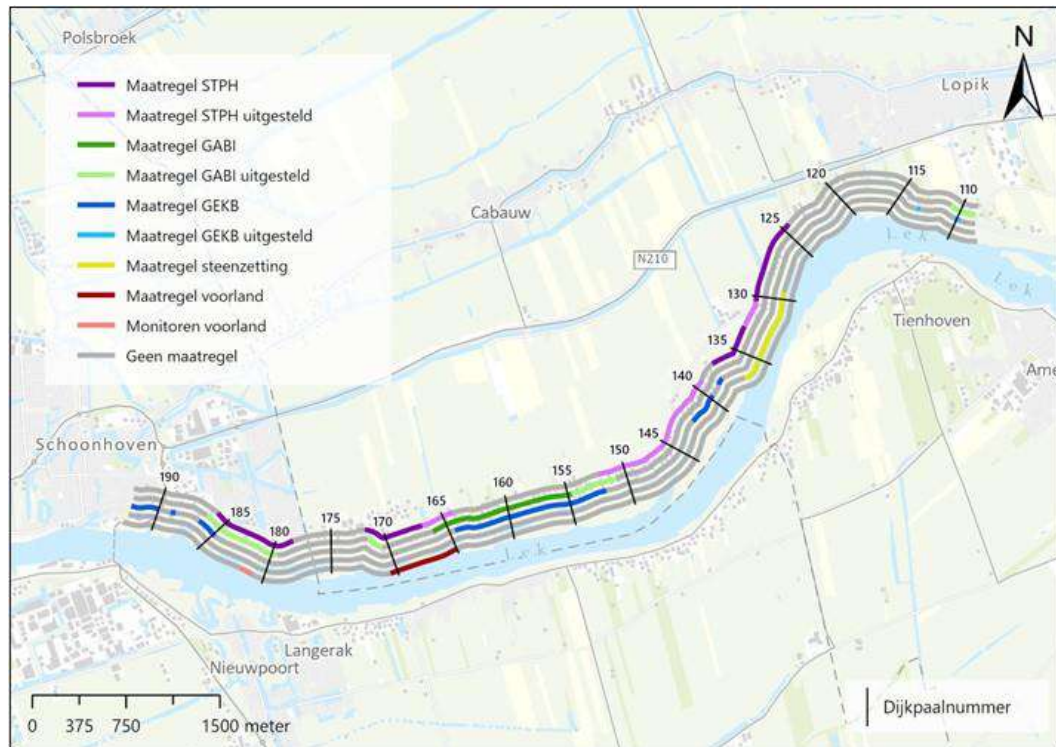 Polsbroek
N
Lopik
Maatregel STPH
Maatregel STPH uitgesteld
Maatregel GABI
Maatregel GABI uitgesteld
Maatregel GEKB
Maatregel GEKB uitgesteld
Maatregel steenzetting
Maatregel voorland
Monitoren voorland
Geen maatregel
Cabauw
N210
120
115
110
125
Lek
Lek
130
Tienhoven
135
Ame
140
145
150
155
160
165
170
175
180
185
190
Schoonhoven
Lek
Langerak
Nieuwpoort
0 375 750 1500 meter
Dijkpaalnummer